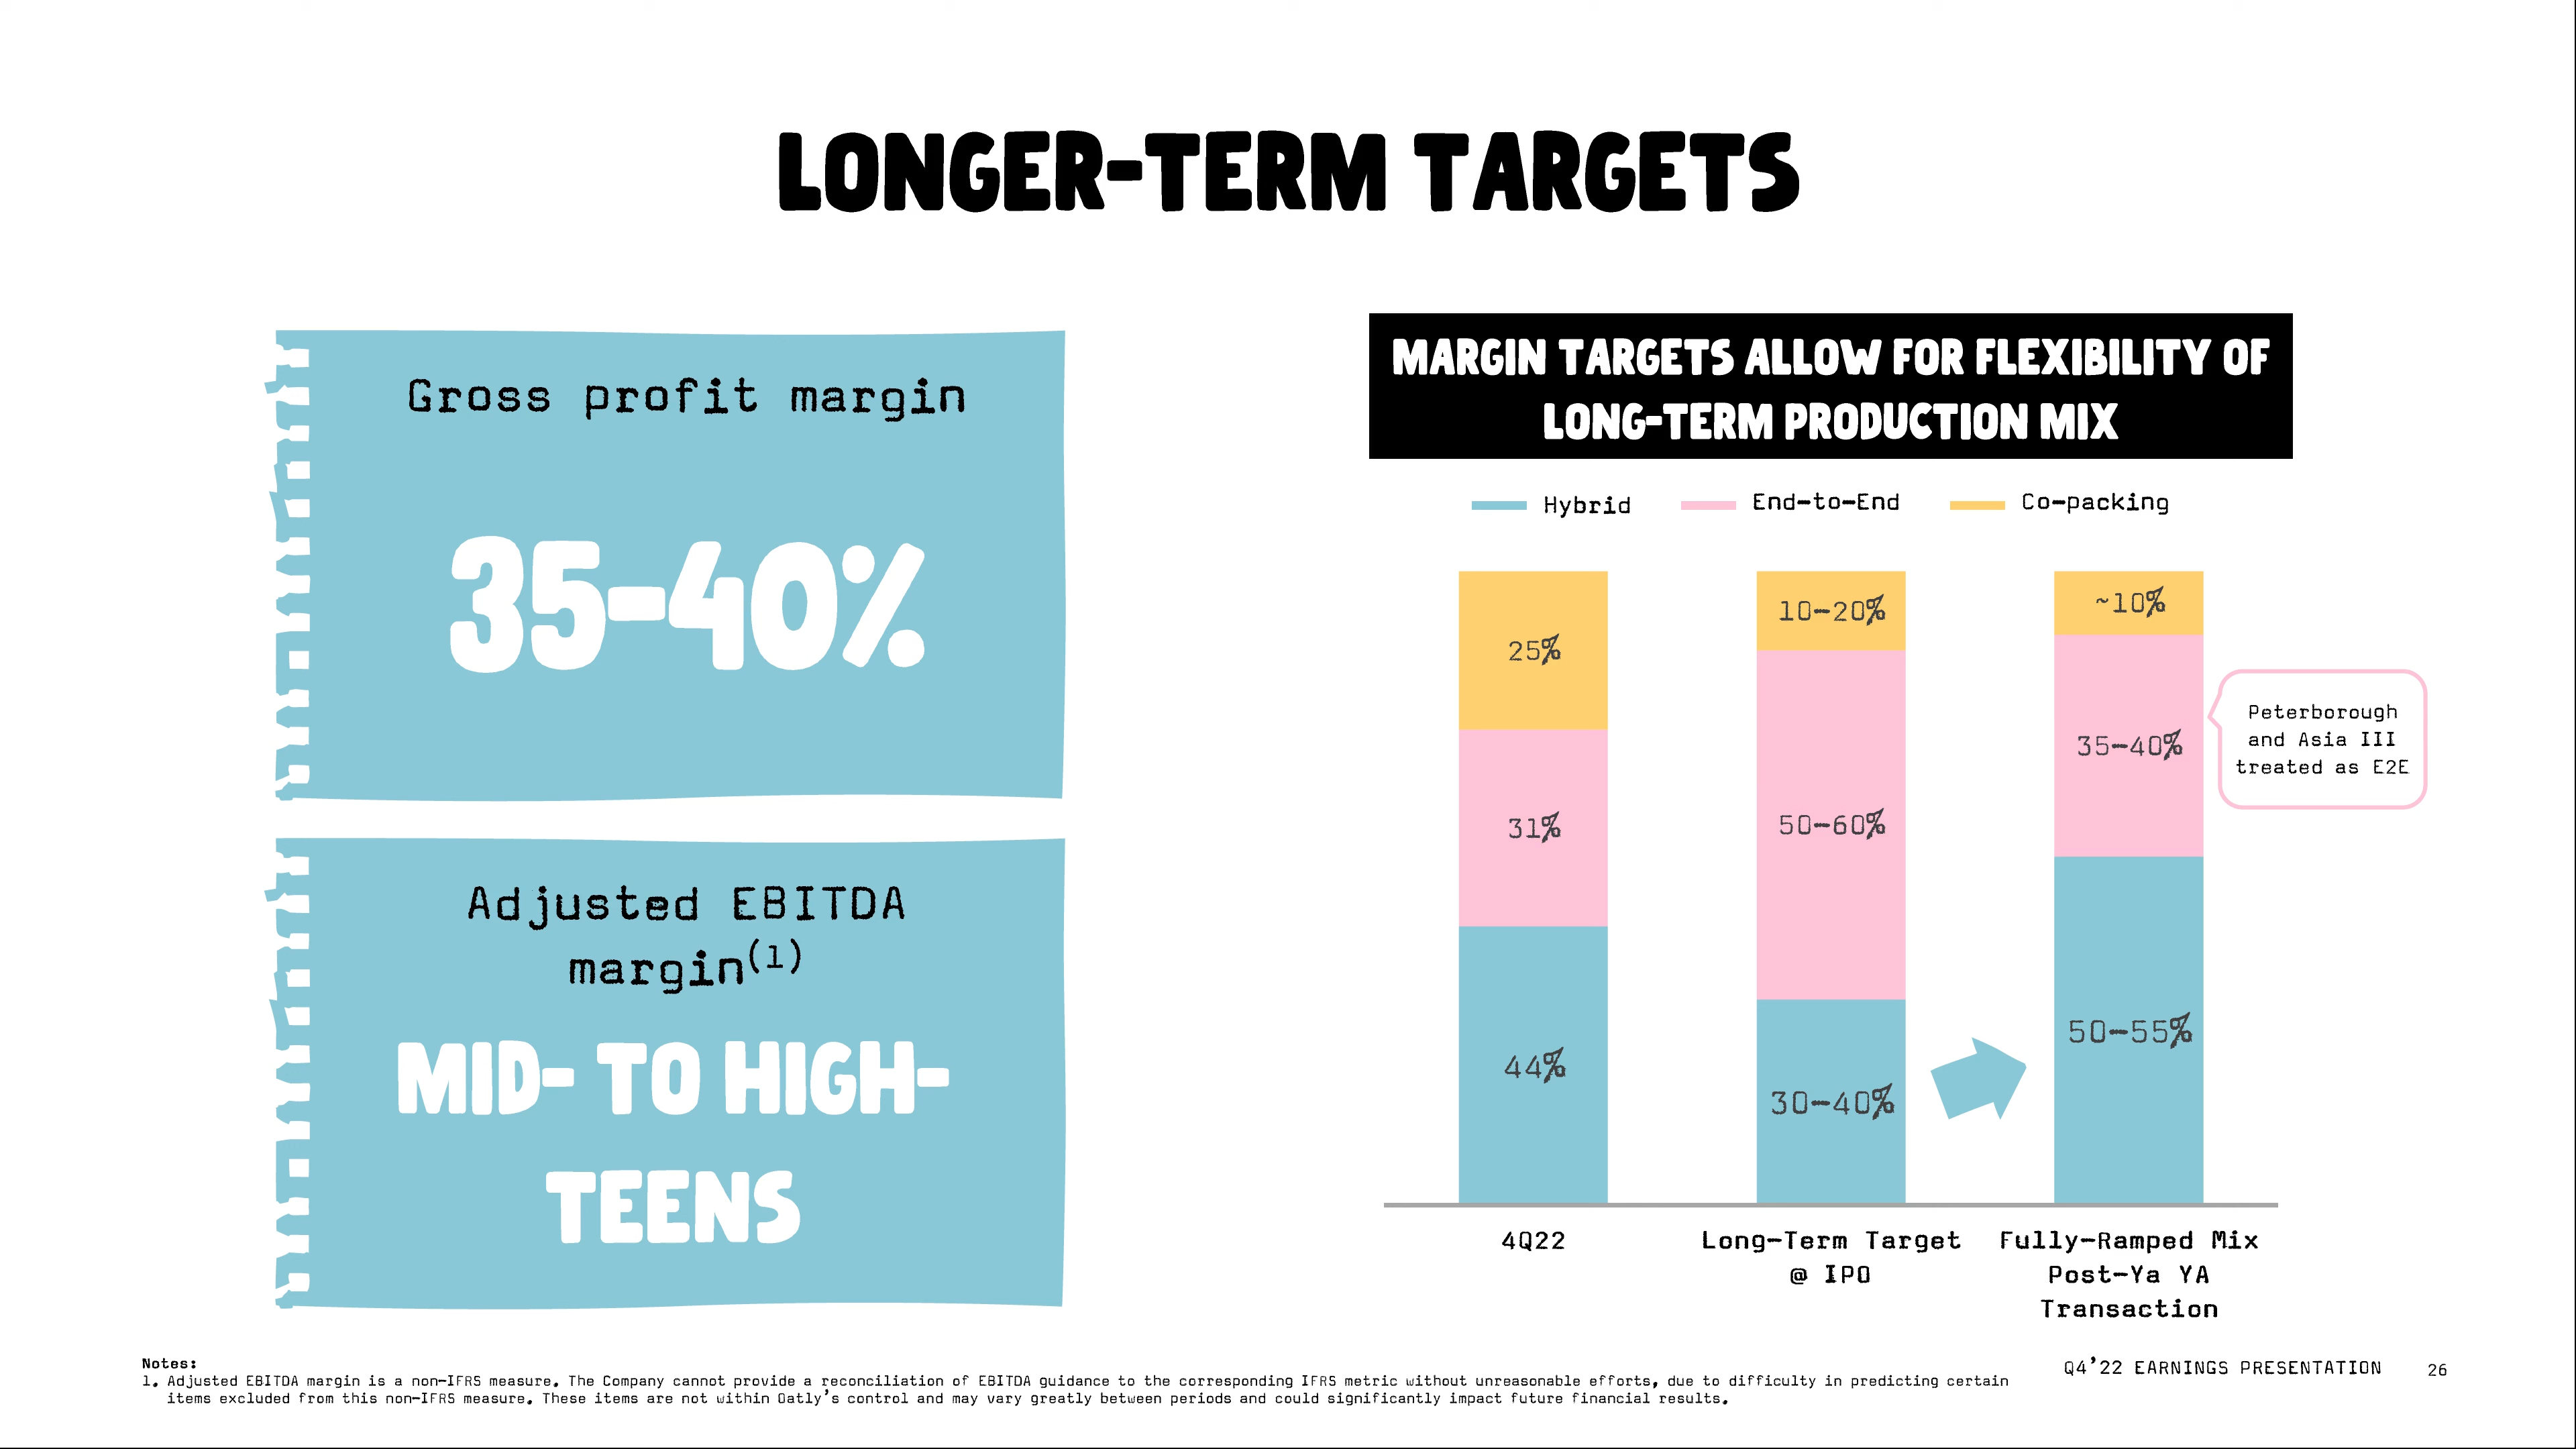 LONGER-TERM TARGETS
Gross profit margin
35-40%
Adjusted EBITDA
margin(1)
MID- TO HIGH-
TEENS
MARGIN TARGETS ALLOW FOR FLEXIBILITY OF
LONG-TERM PRODUCTION MIX
Hybrid
End-to-End
Co-packing
25%
31%
44%
10-20%
50-60%
30-40%
~10%
35-40%
50-55%
Peterborough
and Asia III
treated as E2E
4Q22
Long-Term Target
@ IPO
Fully-Ramped Mix
Post-Ya YA
Transaction
Notes:
1. Adjusted EBITDA margin is a non-IFRS measure. The Company cannot provide a reconciliation of EBITDA guidance to the corresponding IFRS metric without unreasonable efforts, due to difficulty in predicting certain
items excluded from this non-IFRS measure. These items are not within Oatly's control and may vary greatly between periods and could significantly impact future financial results.
Q4'22 EARNINGS PRESENTATION
26